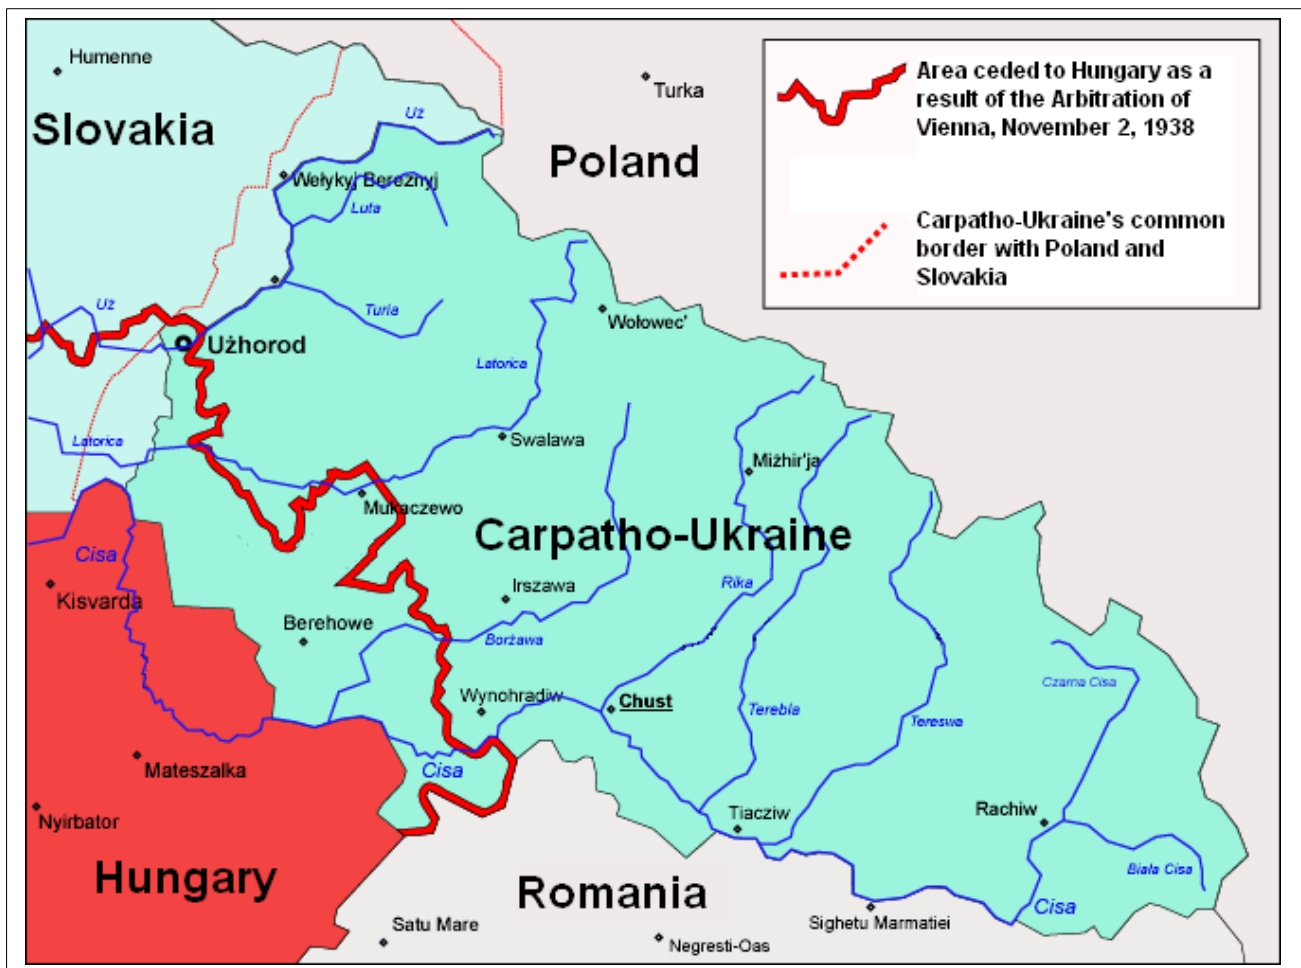 Humenne
Slovakia
Turka
Poland
Area ceded to Hungary as a
result of the Arbitration of
Vienna, November 2, 1938
Carpatho-Ukraine's common
border with Poland and
Slovakia
Uż
Wełykyj Bereżnyj
Luta
Uż
Turia
Użhorod
Wołowec'
Latorica
Latorica
Swalawa
Miżhir'ja
Mukaczewo
Carpatho-Ukraine
Cisa
Kisvarda
Irszawa
Rika
Berehowe
Borżawa
Czarna Cisa
Wynohradiw
Chust
Terebla
Tereswa
Cisa
Mateszalka
Nyirbator
Tiacziw
Rachiw
Hungary
Romania
Biała Cisa
Cisa
Satu Mare
Sighetu Marmatiei
Negresti-Oas